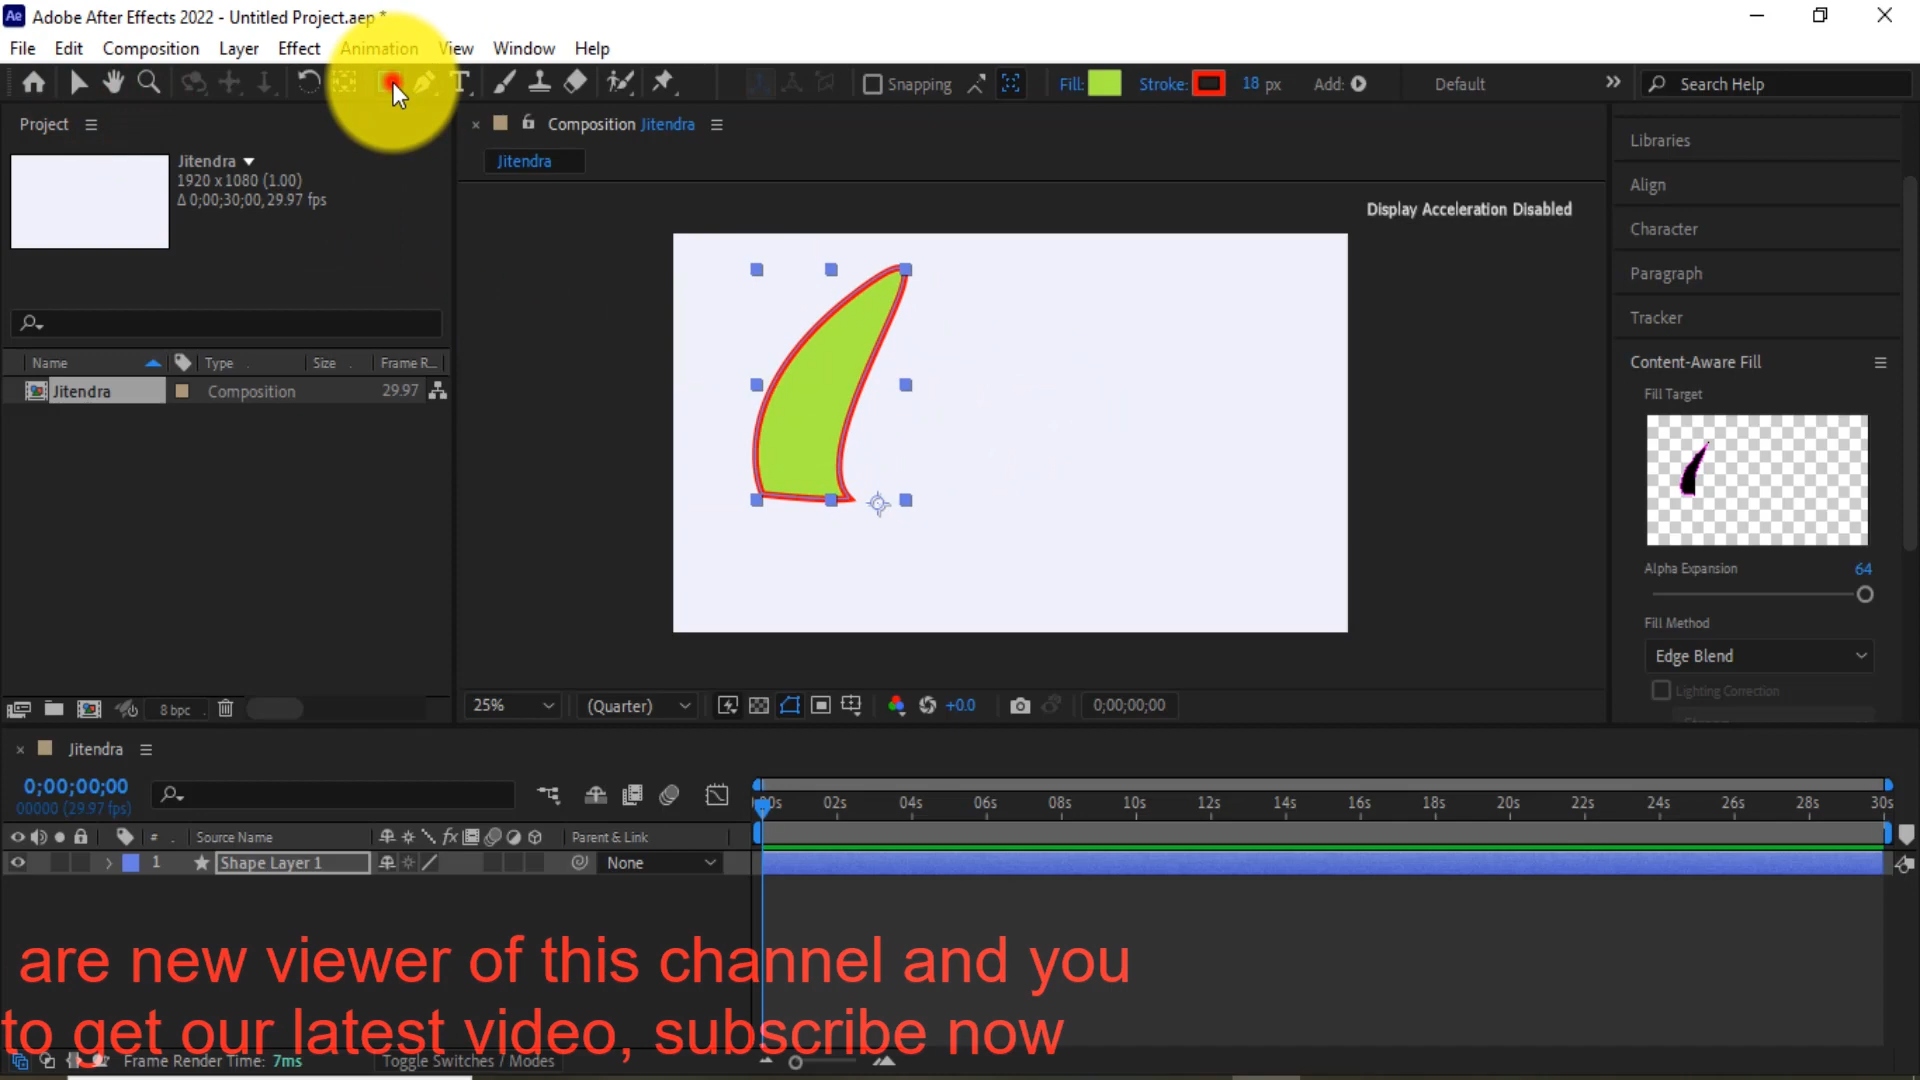 Adobe After Effects 2022 - Untitled Project.aep *
File Edit Composition Layer Effect Animation View Window Help
Snapping Fill: Stroke: 18 px Add: Default Search Help
Project
Composition Jitendra
Jitendra
Jitendra
1920 x 1080 (1.00)
Δ 0;00;30;00, 29.97 fps
Display Acceleration Disabled
Libraries
Align
Character
Paragraph
Tracker
Content-Aware Fill
Fill Target
Alpha Expansion 64
Fill Method
Edge Blend
Lighting Correction
Name Type Size Frame R...
Jitendra Composition 29.97
8 bpc
25% (Quarter) +0.0 0;00;00;00
Jitendra
0;00;00;00
00000 (29.97 fps)
02s 04s 06s 08s 10s 12s 14s 16s 18s 20s 22s 24s 26s 28s 30s
# Source Name Parent & Link
1 Shape Layer 1 None
are new viewer of this channel and you
to get our latest video, subscribe now
Frame Render Time: 7ms Toggle Switches / Modes